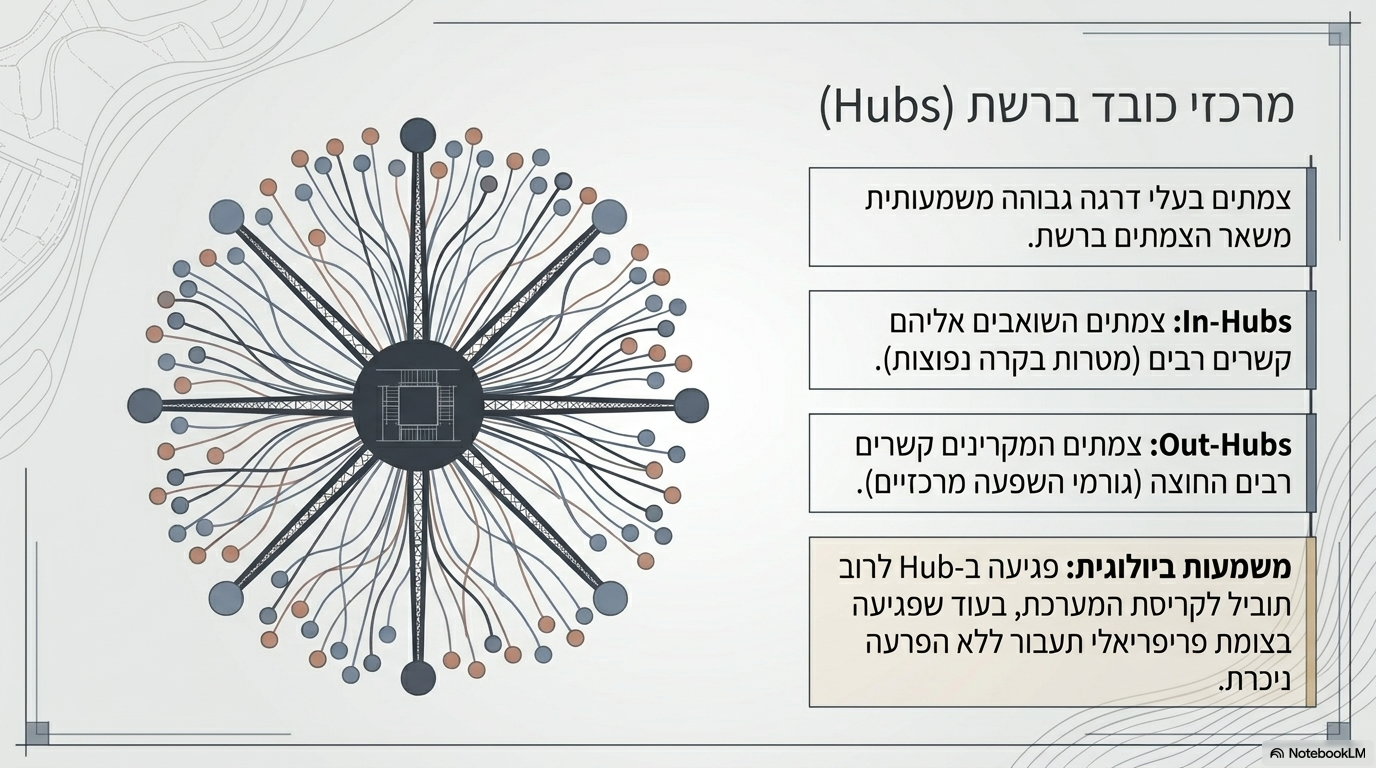 מרכזי כובד ברשת (Hubs)
צמתים בעלי דרגה גבוהה משמעותית
משאר הצמתים ברשת.
In-Hubs: צמתים השואבים אליהם
קשרים רבים (מטרות בקרה נפוצות).
Out-Hubs: צמתים המקרינים קשרים
רבים החוצה (גורמי השפעה מרכזיים).
משמעות ביולוגית: פגיעה ב-Hub לרוב
תוביל לקריסת המערכת, בעוד שפגיעה
בצומת פריפריאלי תעבור ללא הפרעה
ניכרת.
NotebookLM